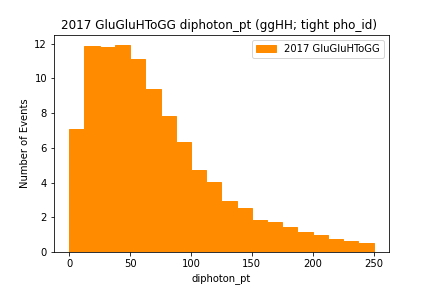 2017 GluGluHToGG diphoton_pt (ggHH; tight pho_id)
2017 GluGluHToGG
Number of Events
12
10
8
6
4
2
0
0 50 100 150 200 250
diphoton_pt